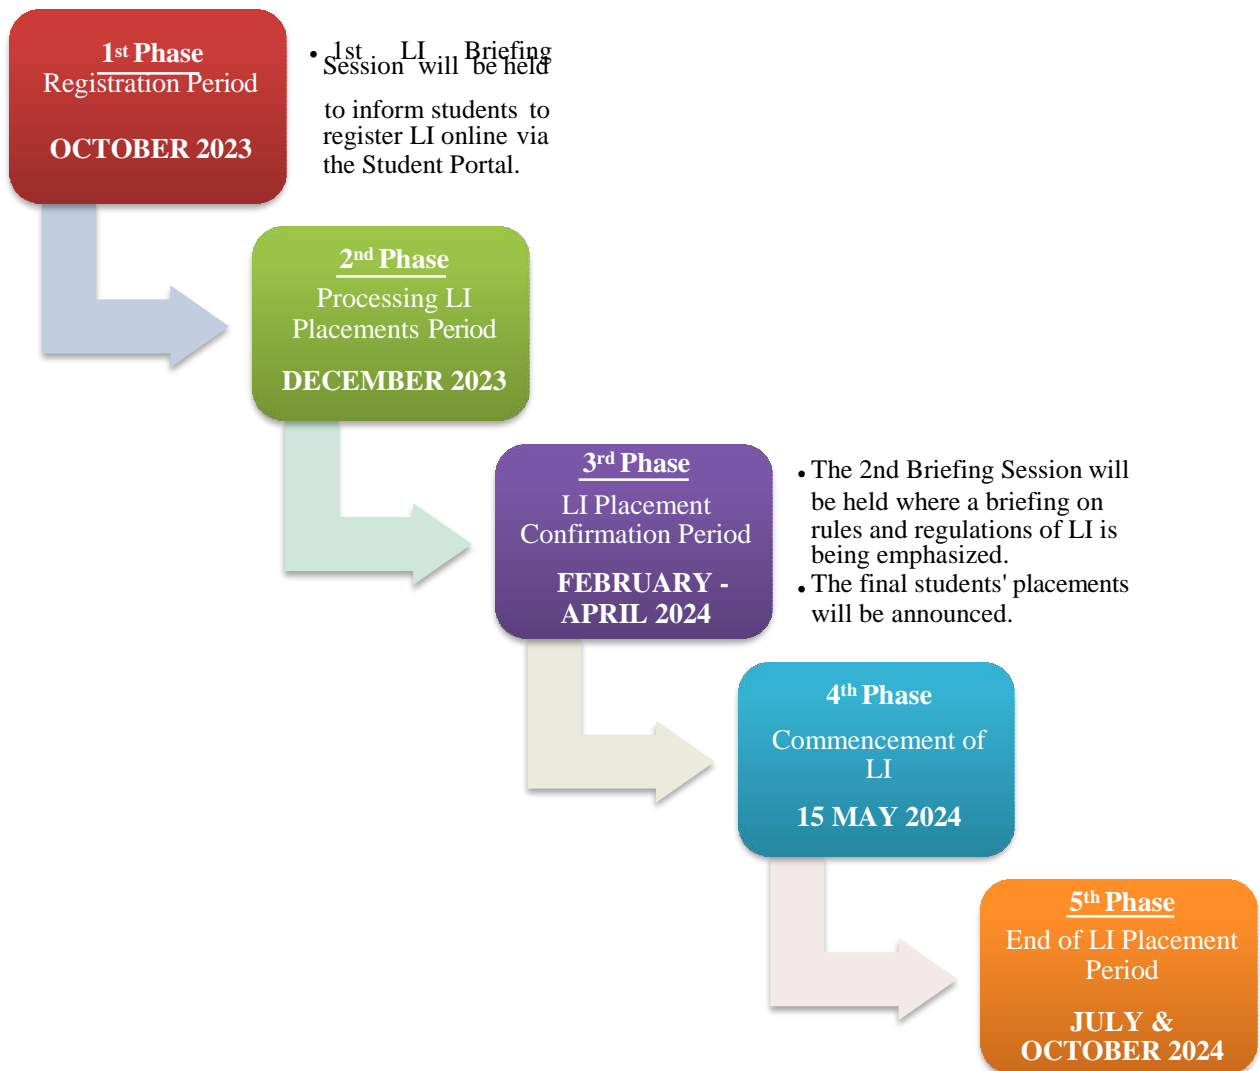 1st Phase
Registration Period
OCTOBER 2023
• 1st LI Briefing
Session will be held
to inform students to
register LI online via
the Student Portal.
2nd Phase
Processing LI
Placements Period
DECEMBER 2023
3rd Phase
LI Placement
Confirmation Period
FEBRUARY -
APRIL 2024
• The 2nd Briefing Session will
be held where a briefing on
rules and regulations of LI is
being emphasized.
• The final students' placements
will be announced.
4th Phase
Commencement of
LI
15 MAY 2024
5th Phase
End of LI Placement
Period
JULY &
OCTOBER 2024